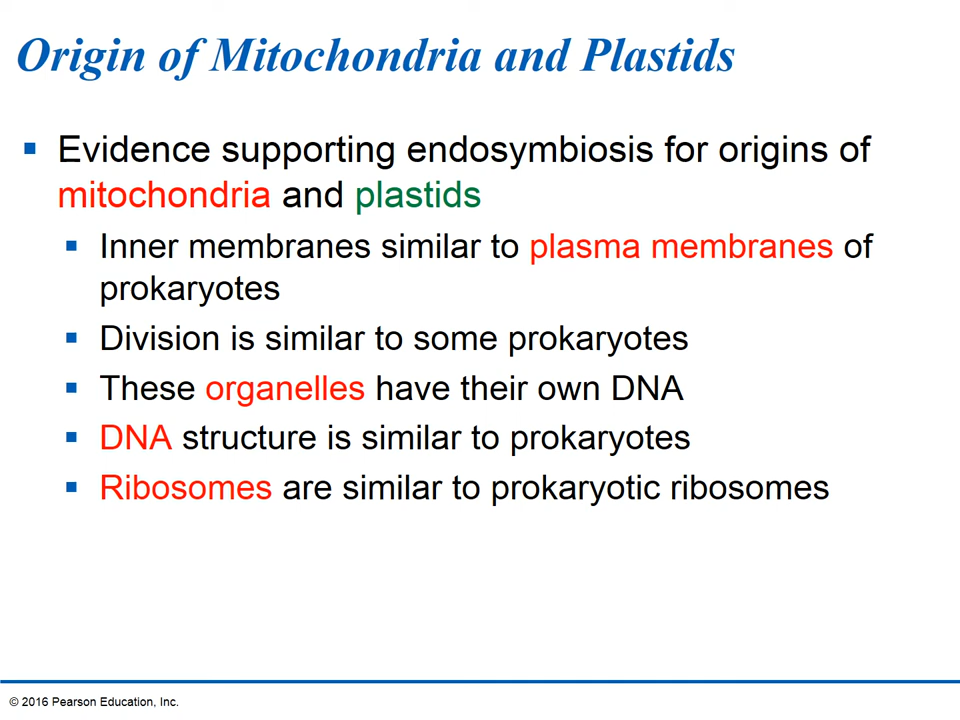 Origin of Mitochondria and Plastids
▪ Evidence supporting endosymbiosis for origins of
mitochondria and plastids
▪ Inner membranes similar to plasma membranes of
prokaryotes
▪ Division is similar to some prokaryotes
▪ These organelles have their own DNA
▪ DNA structure is similar to prokaryotes
▪ Ribosomes are similar to prokaryotic ribosomes
© 2016 Pearson Education, Inc.